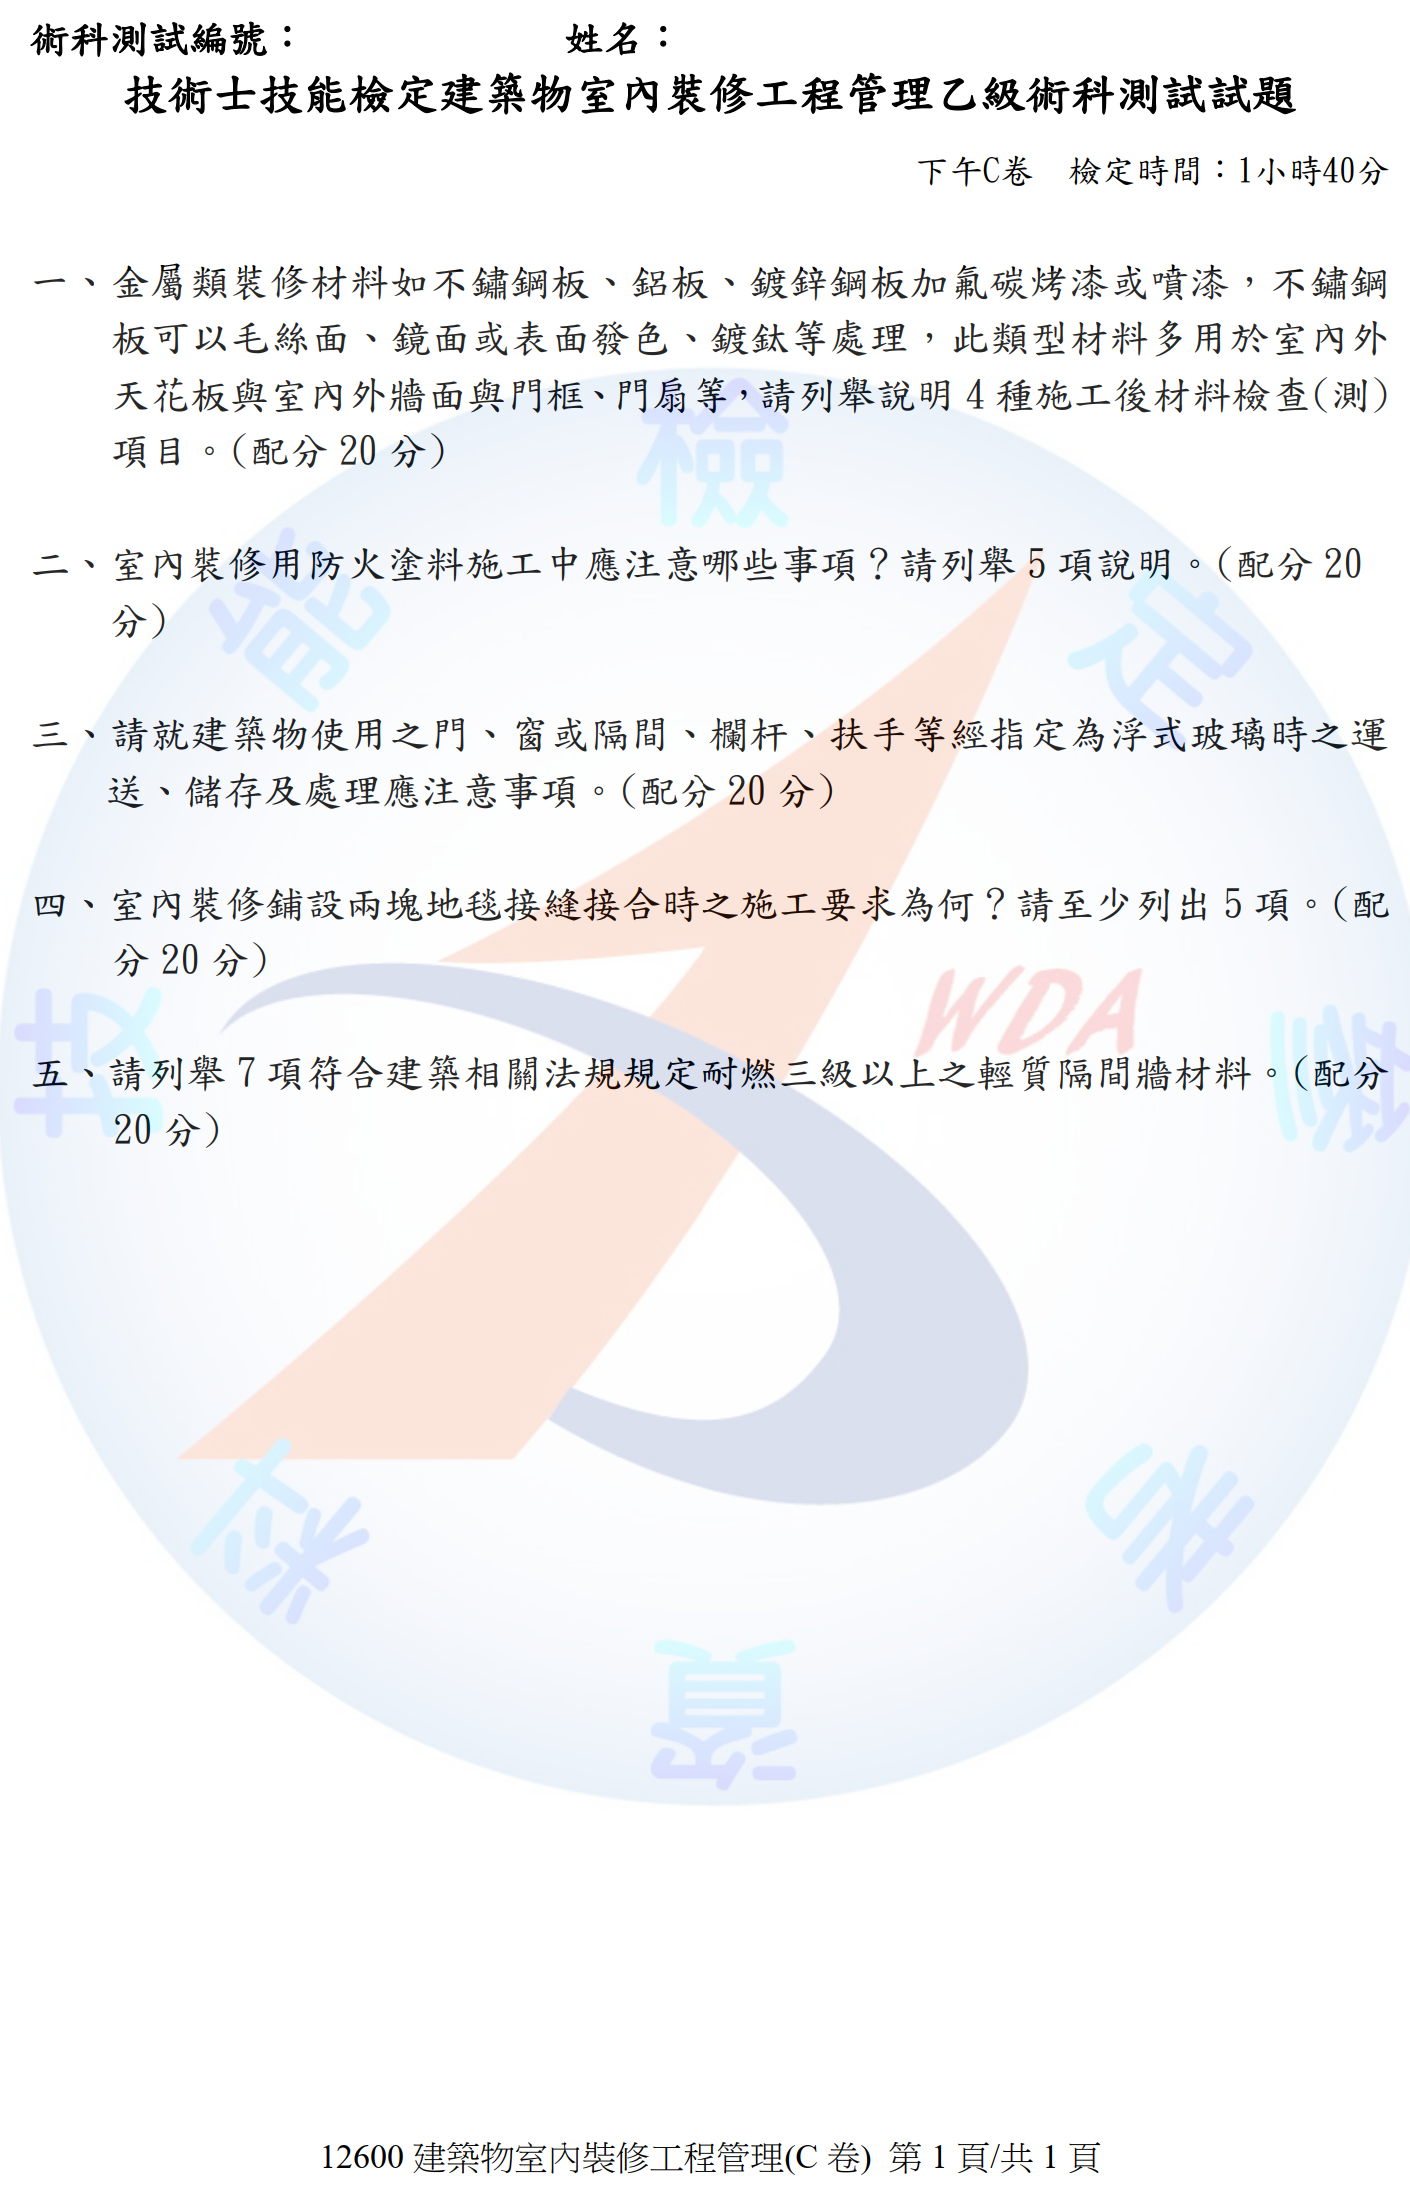 術科測試編號： 姓名：
技術士技能檢定建築物室內裝修工程管理乙級術科測試試題
下午C卷 檢定時間：1小時40分
一、金屬類裝修材料如不鏽鋼板、鋁板、鍍鋅鋼板加氟碳烤漆或噴漆，不鏽鋼
板可以毛絲面、鏡面或表面發色、鍍鈦等處理，此類型材料多用於室內外
天花板與室內外牆面與門框、門扇等，請列舉說明 4 種施工後材料檢查(測)
項目。(配分 20 分)
二、室內裝修用防火塗料施工中應注意哪些事項？請列舉 5 項說明。(配分 20
分)
三、請就建築物使用之門、窗或隔間、欄杆、扶手等經指定為浮式玻璃時之運
送、儲存及處理應注意事項。(配分 20 分)
四、室內裝修鋪設兩塊地毯接縫接合時之施工要求為何？請至少列出 5 項。(配
分 20 分)
五、請列舉 7 項符合建築相關法規規定耐燃三級以上之輕質隔間牆材料。(配分
20 分)
12600 建築物室內裝修工程管理(C 卷) 第 1 頁/共 1 頁
技能檢定
WDA
參考資料